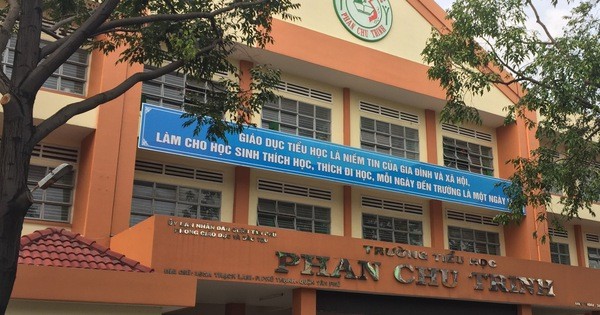 PHAN CHU TRINH
GIÁO DỤC TIỂU HỌC LÀ NIỀM TIN CỦA GIA ĐÌNH VÀ XÃ HỘI.
LÀM CHO HỌC SINH THÍCH HỌC, THÍCH ĐI HỌC, MỖI NGÀY ĐẾN TRƯỜNG LÀ MỘT NGÀY
TRƯỜNG TIỂU HỌC
PHAN CHU TRINH